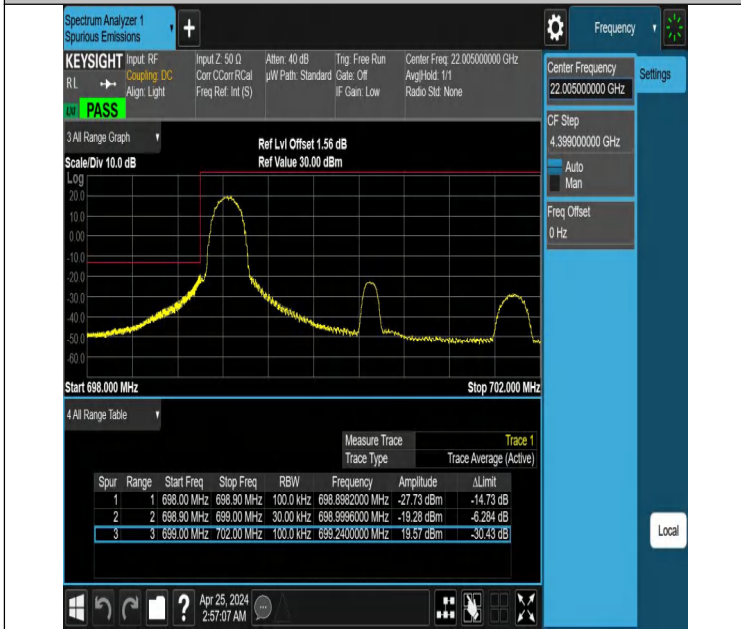 Spectrum Analyzer 1
Spurious Emissions
+
Frequency
KEYSIGHT
RL
PASS
Input: RF
Coupling: DC
Align: Light
Input Z: 50 Ω
Corr CCorr RCal
Freq Ref: Int (S)
Atten: 40 dB
µW Path: Standard
Trig: Free Run
Gate: Off
IF Gain: Low
Center Freq: 22.005000000 GHz
Avg|Hold: 1/1
Radio Std: None
Center Frequency
22.005000000 GHz
Settings
CF Step
4.399000000 GHz
Auto
Man
Freq Offset
0 Hz
3 All Range Graph
Scale/Div 10.0 dB
Ref Lvl Offset 1.56 dB
Ref Value 30.00 dBm
Log
20.0
10.0
0.00
-10.0
-20.0
-30.0
-40.0
-50.0
-60.0
Start 698.000 MHz
Stop 702.000 MHz
4 All Range Table
Measure Trace Trace 1
Trace Type Trace Average (Active)
Spur Range Start Freq Stop Freq RBW Frequency Amplitude ΔLimit
1 1 698.00 MHz 698.90 MHz 100.0 kHz 698.8982000 MHz -27.73 dBm -14.73 dB
2 2 698.90 MHz 699.00 MHz 30.00 kHz 698.9996000 MHz -19.28 dBm -6.284 dB
3 3 699.00 MHz 702.00 MHz 100.0 kHz 699.2400000 MHz 19.57 dBm -30.43 dB
Local
?
Apr 25, 2024
2:57:07 AM